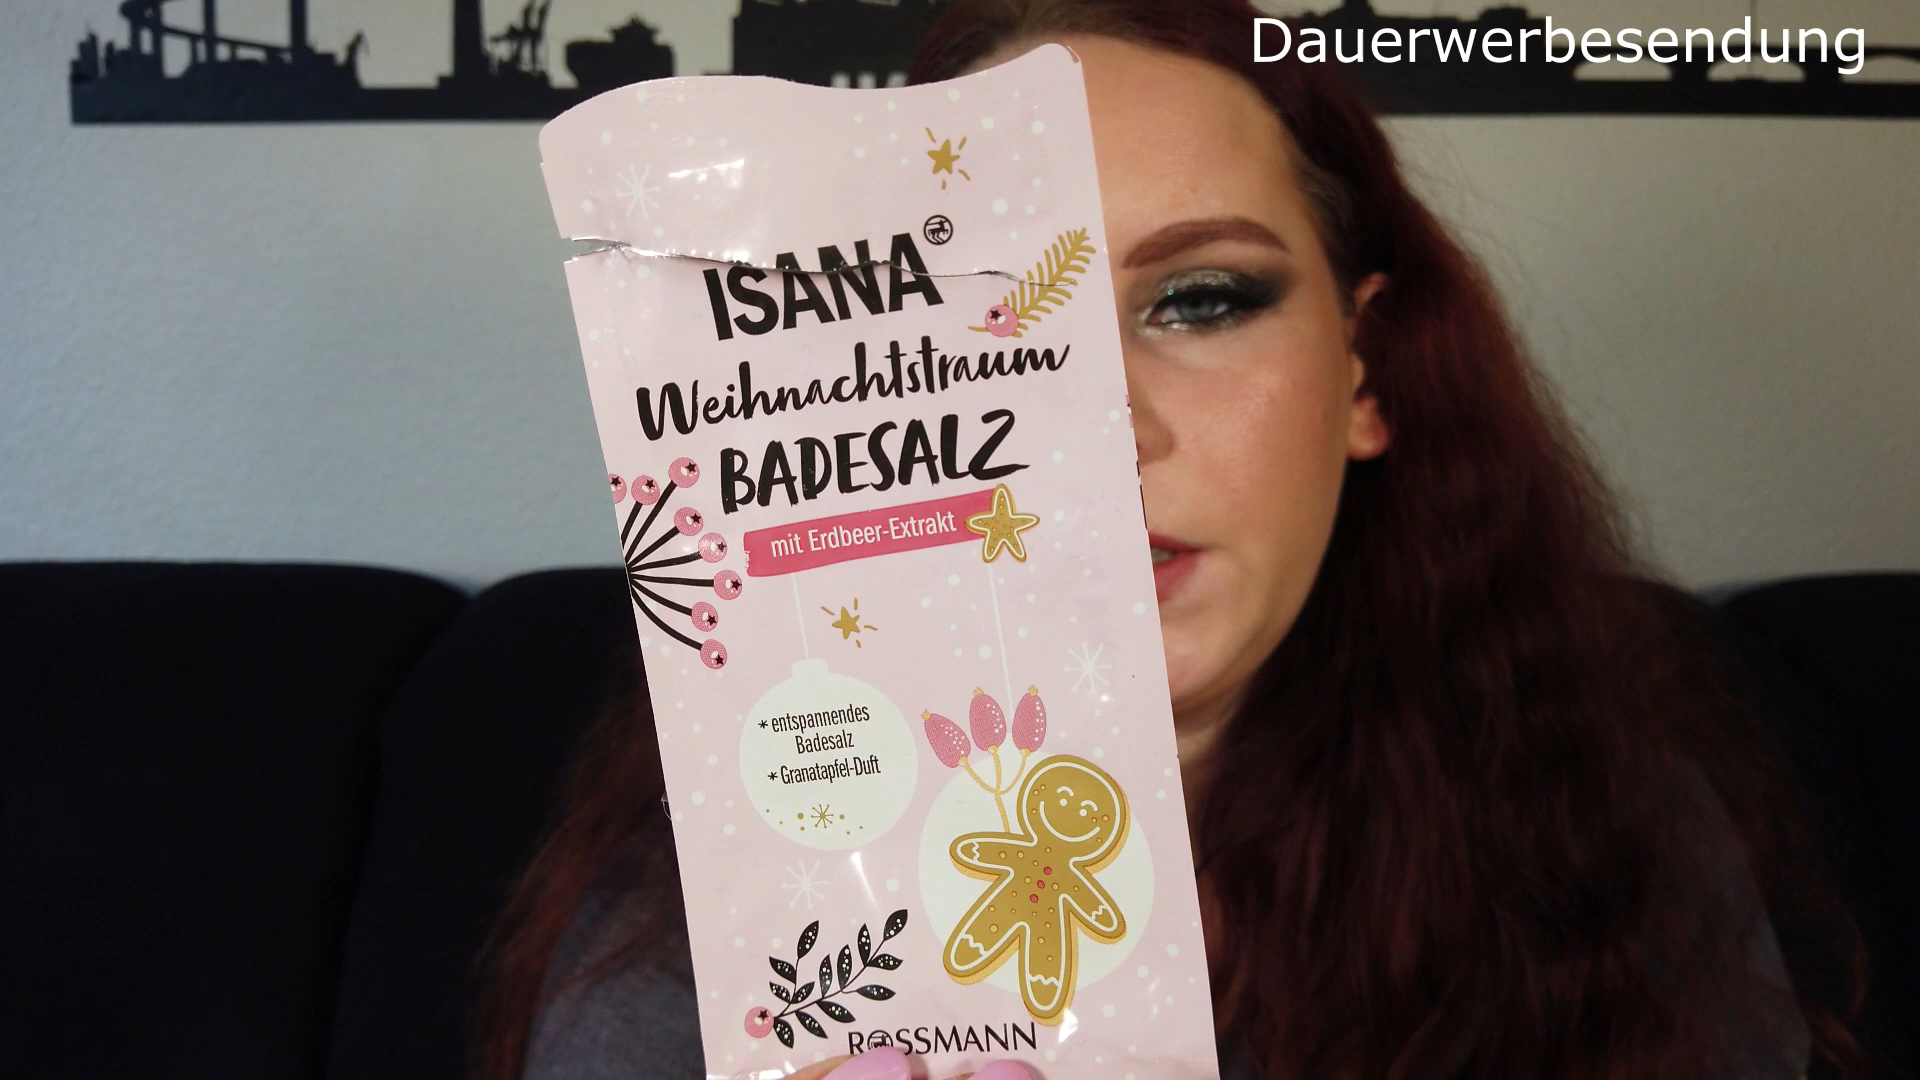 Dauerwerbesendung
ISANA®
Weihnachtstraum
BADESALZ
mit Erdbeer-Extrakt
* entspannendes
Badesalz
* Granatapfel-Duft
ROSSMANN